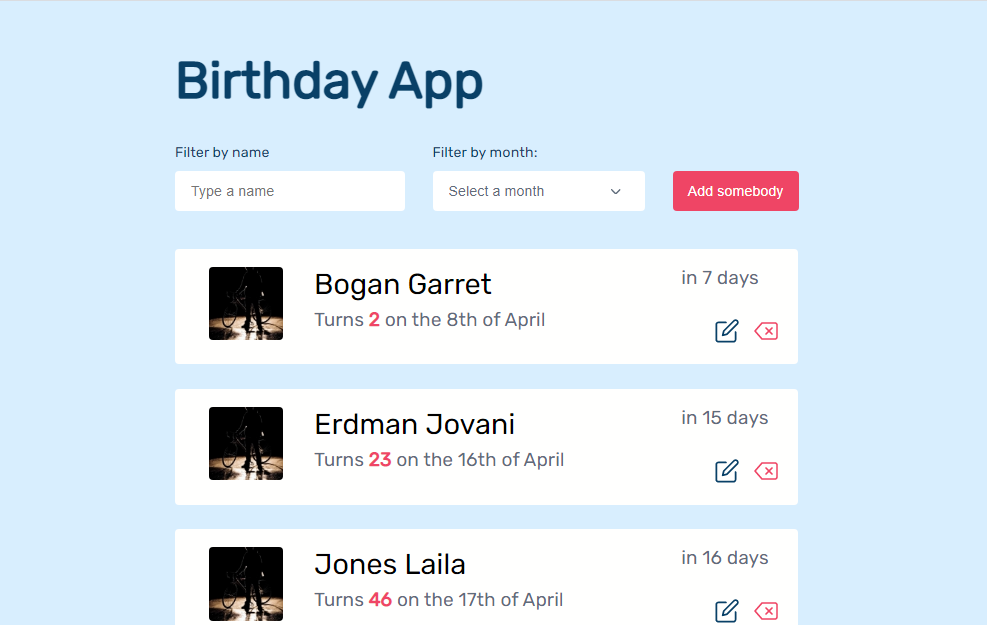 Birthday App
Filter by name
Filter by month:
Type a name
Select a month
Add somebody
Bogan Garret
in 7 days
Turns 2 on the 8th of April
Erdman Jovani
in 15 days
Turns 23 on the 16th of April
Jones Laila
in 16 days
Turns 46 on the 17th of April